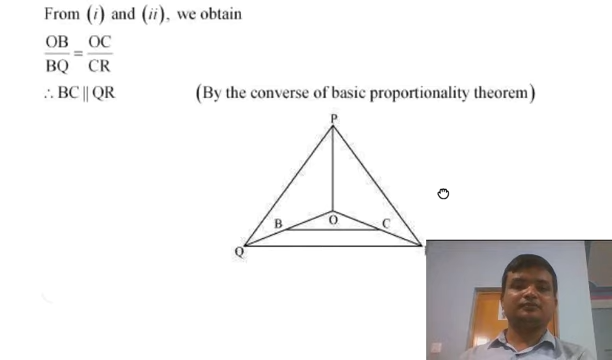 From (i) and (ii), we obtain
OB/BQ = OC/CR
∴ BC || QR (By the converse of basic proportionality theorem)
P
B O C
Q